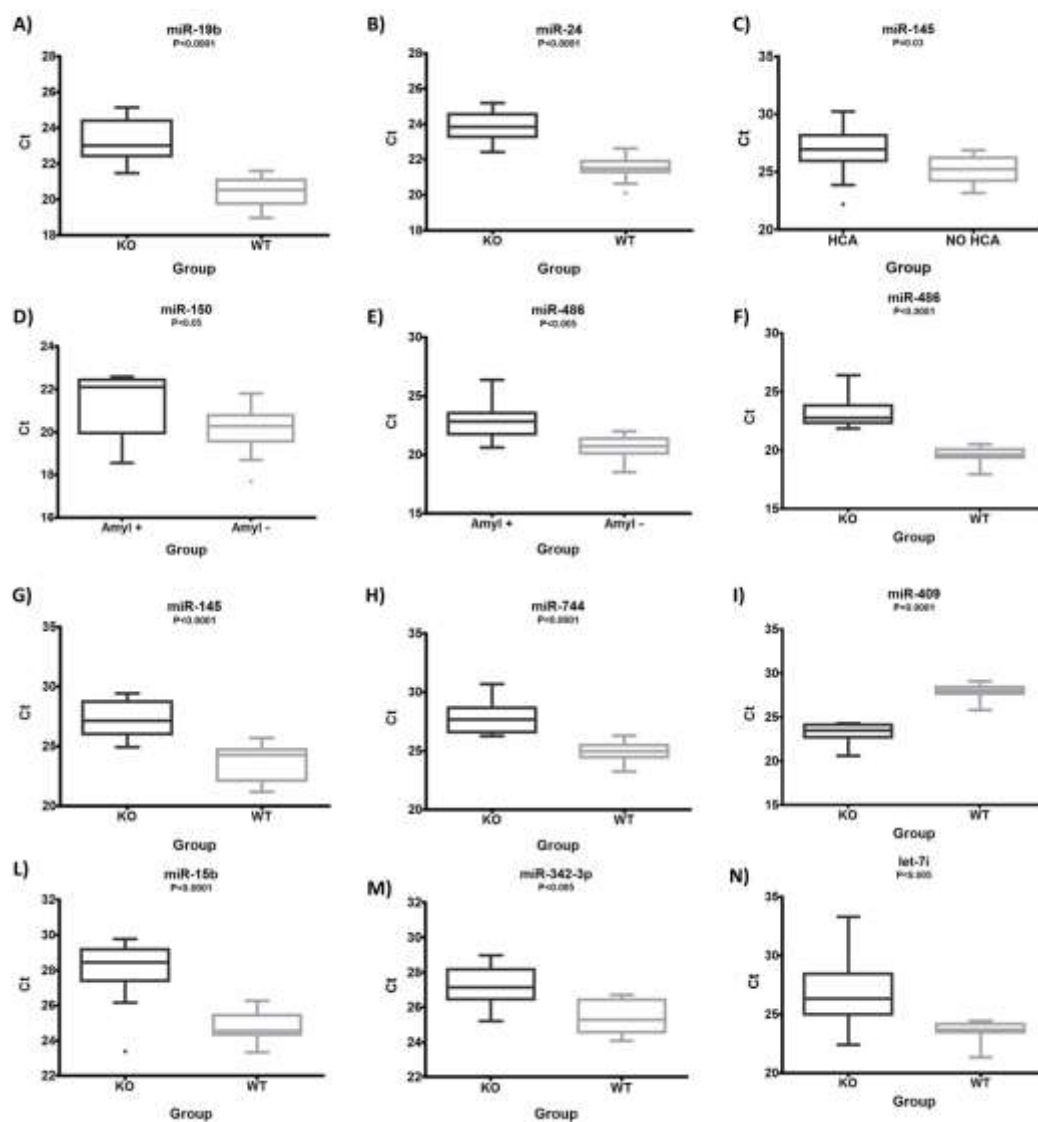 A)
miR-19b
P<0.0001
28
26
24
22
20
18
Ct
KO
WT
Group
B)
miR-24
P<0.0001
28
26
24
22
20
18
Ct
KO
WT
Group
C)
miR-145
P<0.03
35
30
25
20
Ct
HCA
NO HCA
Group
D)
miR-150
P<0.05
24
22
20
18
16
Ct
Amyl +
Amyl -
Group
E)
miR-486
P<0.005
30
25
20
15
Ct
Amyl +
Amyl -
Group
F)
miR-486
P<0.0001
30
25
20
15
Ct
KO
WT
Group
G)
miR-145
P<0.0001
35
30
25
20
Ct
KO
WT
Group
H)
miR-744
P<0.0001
35
30
25
20
Ct
KO
WT
Group
I)
miR-409
35
30
25
20
15
Ct
KO
WT
Group
L)
miR-15b
P<0.0001
32
30
28
26
24
22
Ct
KO
WT
Group
M)
miR-342-3p
P<0.005
32
30
28
26
24
22
Ct
KO
WT
Group
N)
let-7i
P<0.005
35
30
25
20
Ct
KO
WT
Group